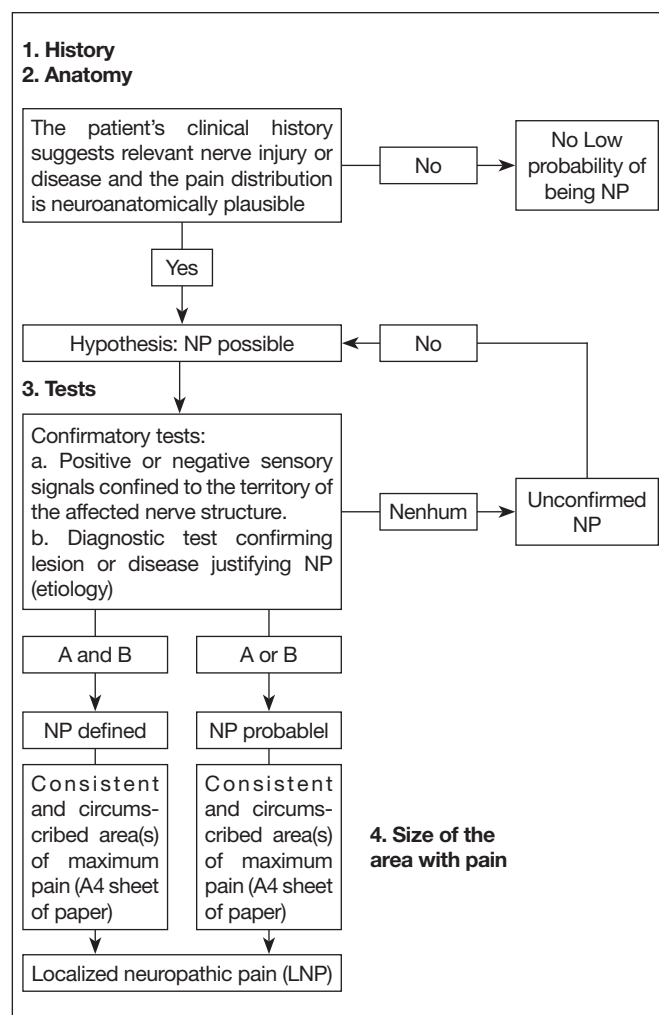 1. History
2. Anatomy
The patient's clinical history
suggests relevant nerve injury or
disease and the pain distribution
is neuroanatomically plausible
No
No Low
probability of
being NP
Yes
Hypothesis: NP possible
No
3. Tests
Confirmatory tests:
a. Positive or negative sensory
signals confined to the territory of
the affected nerve structure.
b. Diagnostic test confirming
lesion or disease justifying NP
(etiology)
Nenhum
Unconfirmed
NP
A and B
A or B
NP defined
NP probablel
Consistent
and circums-
cribed area(s)
of maximum
pain (A4 sheet
of paper)
Consistent
and circums-
cribed area(s)
of maximum
pain (A4 sheet
of paper)
4. Size of the
area with pain
Localized neuropathic pain (LNP)